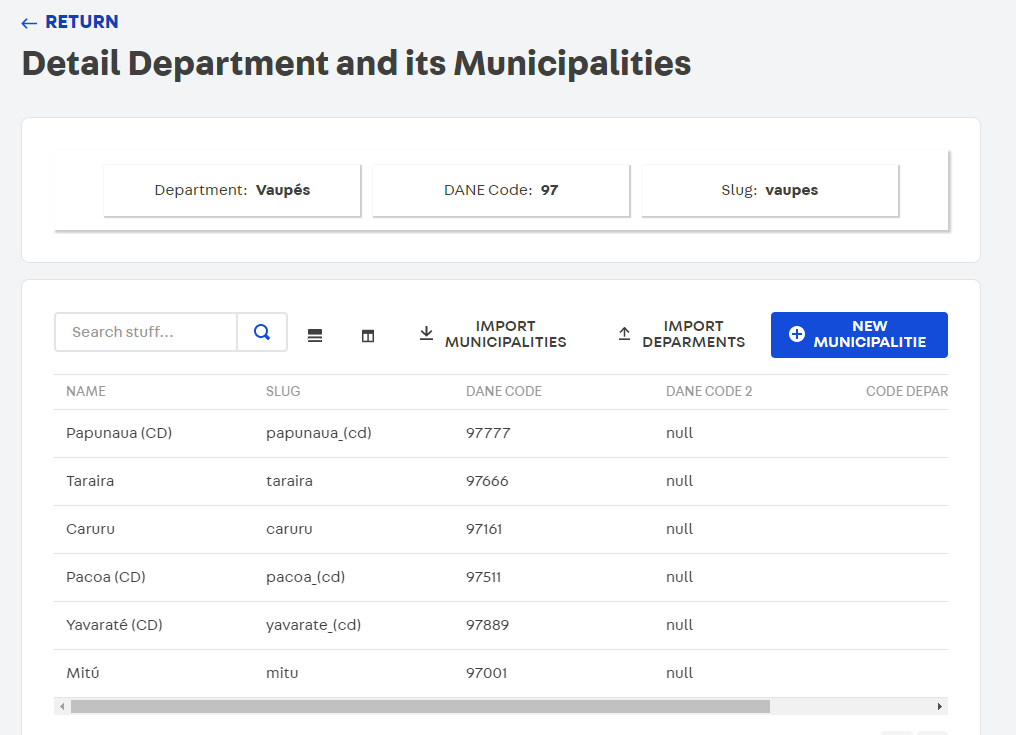 ← RETURN
Detail Department and its Municipalities
Department: Vaupés DANE Code: 97 Slug: vaupes
Search stuff...
IMPORT
MUNICIPALITIES
IMPORT
DEPARMENTS
NEW
MUNICIPALITIE
NAME SLUG DANE CODE DANE CODE 2 CODE DEPAR
Papunaua (CD) papunaua_(cd) 97777 null
Taraira taraira 97666 null
Caruru caruru 97161 null
Pacoa (CD) pacoa_(cd) 97511 null
Yavaraté (CD) yavarate_(cd) 97889 null
Mitú mitu 97001 null